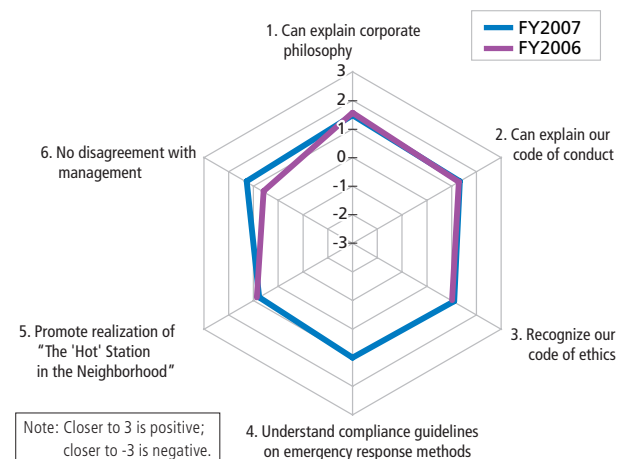 FY2007
FY2006
1. Can explain corporate
philosophy
3
2
1
0
-1
-2
-3
2. Can explain our
code of conduct
6. No disagreement with
management
3. Recognize our
code of ethics
5. Promote realization of
“The 'Hot' Station
in the Neighborhood”
4. Understand compliance guidelines
on emergency response methods
Note: Closer to 3 is positive;
closer to -3 is negative.